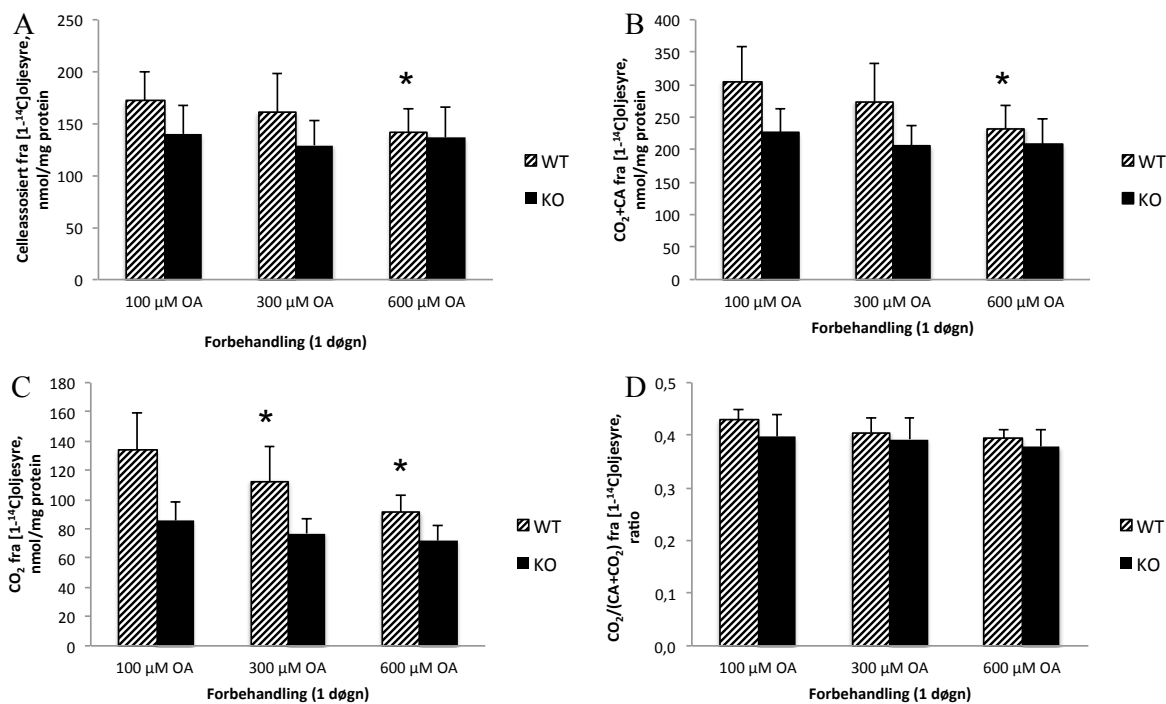 A
Celleassosiert fra [1-¹⁴C]oljesyre,
nmol/mg protein
250
200
150
100
50
0
*
100 µM OA 300 µM OA 600 µM OA
Forbehandling (1 døgn)
WT
KO
B
CO₂+CA fra [1-¹⁴C]oljesyre,
nmol/mg protein
400
350
300
250
200
150
100
50
0
*
100 µM OA 300 µM OA 600 µM OA
Forbehandling (1 døgn)
WT
KO
C
CO₂ fra [1-¹⁴C]oljesyre,
nmol/mg protein
180
160
140
120
100
80
60
40
20
0
*
*
100 µM OA 300 µM OA 600 µM OA
Forbehandling (1 døgn)
WT
KO
D
CO₂/(CA+CO₂) fra [1-¹⁴C]oljesyre,
ratio
0,5
0,4
0,3
0,2
0,1
0,0
100 µM OA 300 µM OA 600 µM OA
Forbehandling (1 døgn)
WT
KO